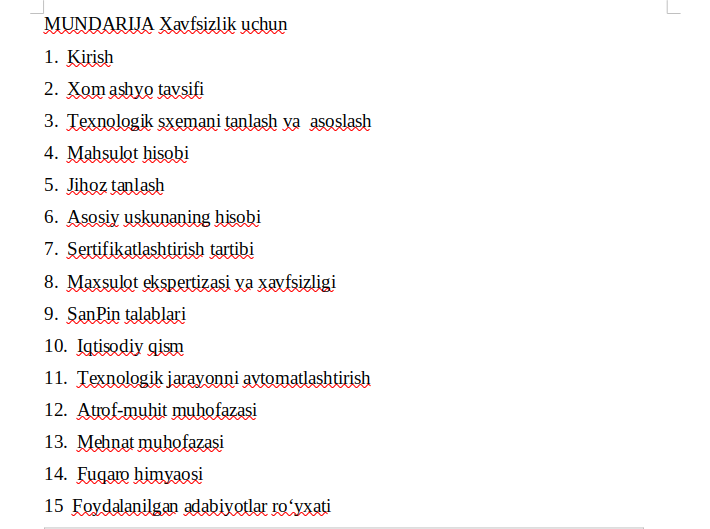 MUNDARIJA Xavfsizlik uchun
1. Kirish
2. Xom ashyo tavsifi
3. Texnologik sxemani tanlash va asoslash
4. Mahsulot hisobi
5. Jihoz tanlash
6. Asosiy uskunaning hisobi
7. Sertifikatlashtirish tartibi
8. Maxsulot ekspertizasi va xavfsizligi
9. SanPin talablari
10. Iqtisodiy qism
11. Texnologik jarayonni avtomatlashtirish
12. Atrof-muhit muhofazasi
13. Mehnat muhofazasi
14. Fuqaro himyaosi
15 Foydalanilgan adabiyotlar ro‘yxati